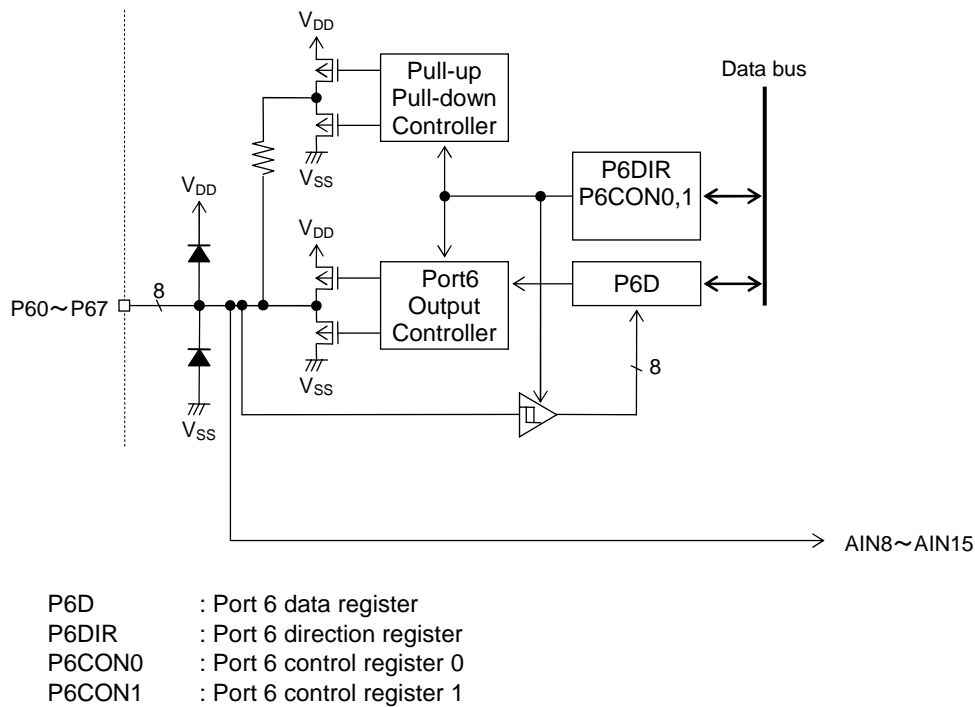 VDD
Pull-up
Pull-down
Controller
Data bus
VSS
P6DIR
P6CON0,1
VDD
VDD
Port6
Output
Controller
P6D
P60～P67
8
VSS
8
VSS
AIN8～AIN15
P6D : Port 6 data register
P6DIR : Port 6 direction register
P6CON0 : Port 6 control register 0
P6CON1 : Port 6 control register 1